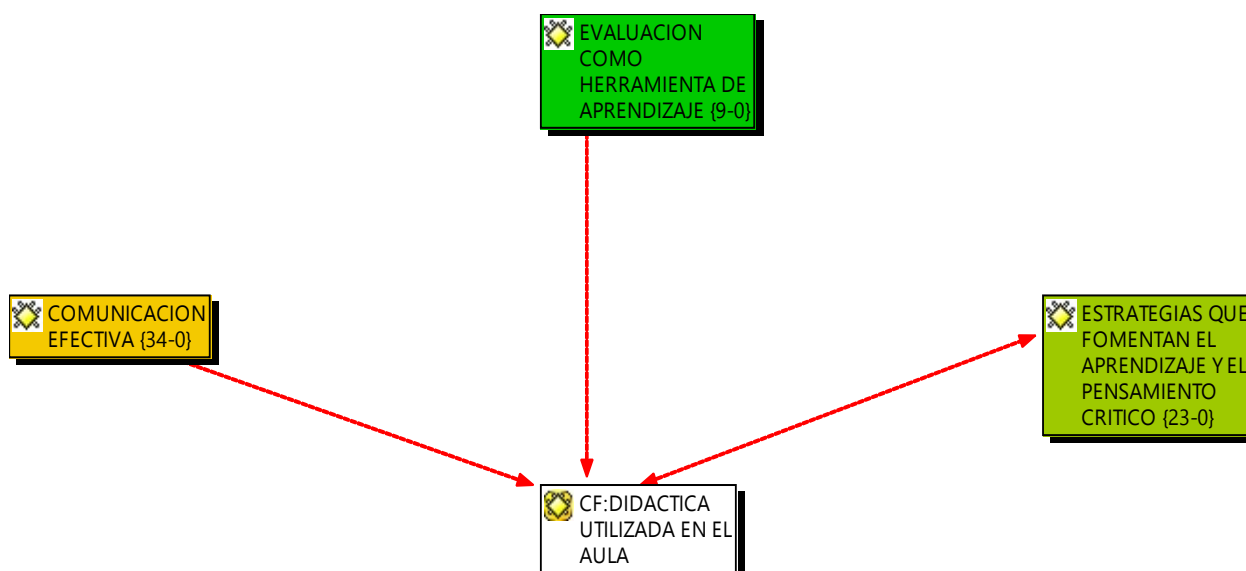 EVALUACION
COMO
HERRAMIENTA DE
APRENDIZAJE {9-0}
COMUNICACION
EFECTIVA {34-0}
ESTRATEGIAS QUE
FOMENTAN EL
APRENDIZAJE Y EL
PENSAMIENTO
CRITICO {23-0}
CF:DIDACTICA
UTILIZADA EN EL
AULA